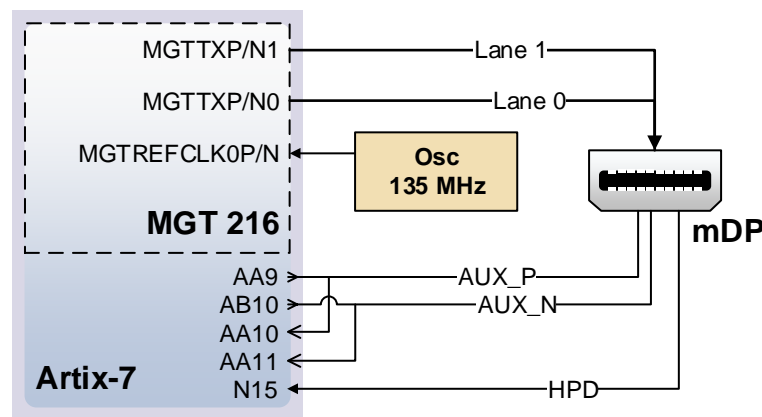 MGTTXP/N1
Lane 1
MGTTXP/N0
Lane 0
MGTREFCLK0P/N
Osc
135 MHz
MGT 216
mDP
AA9
AUX_P
AB10
AUX_N
AA10
AA11
Artix-7
N15
HPD